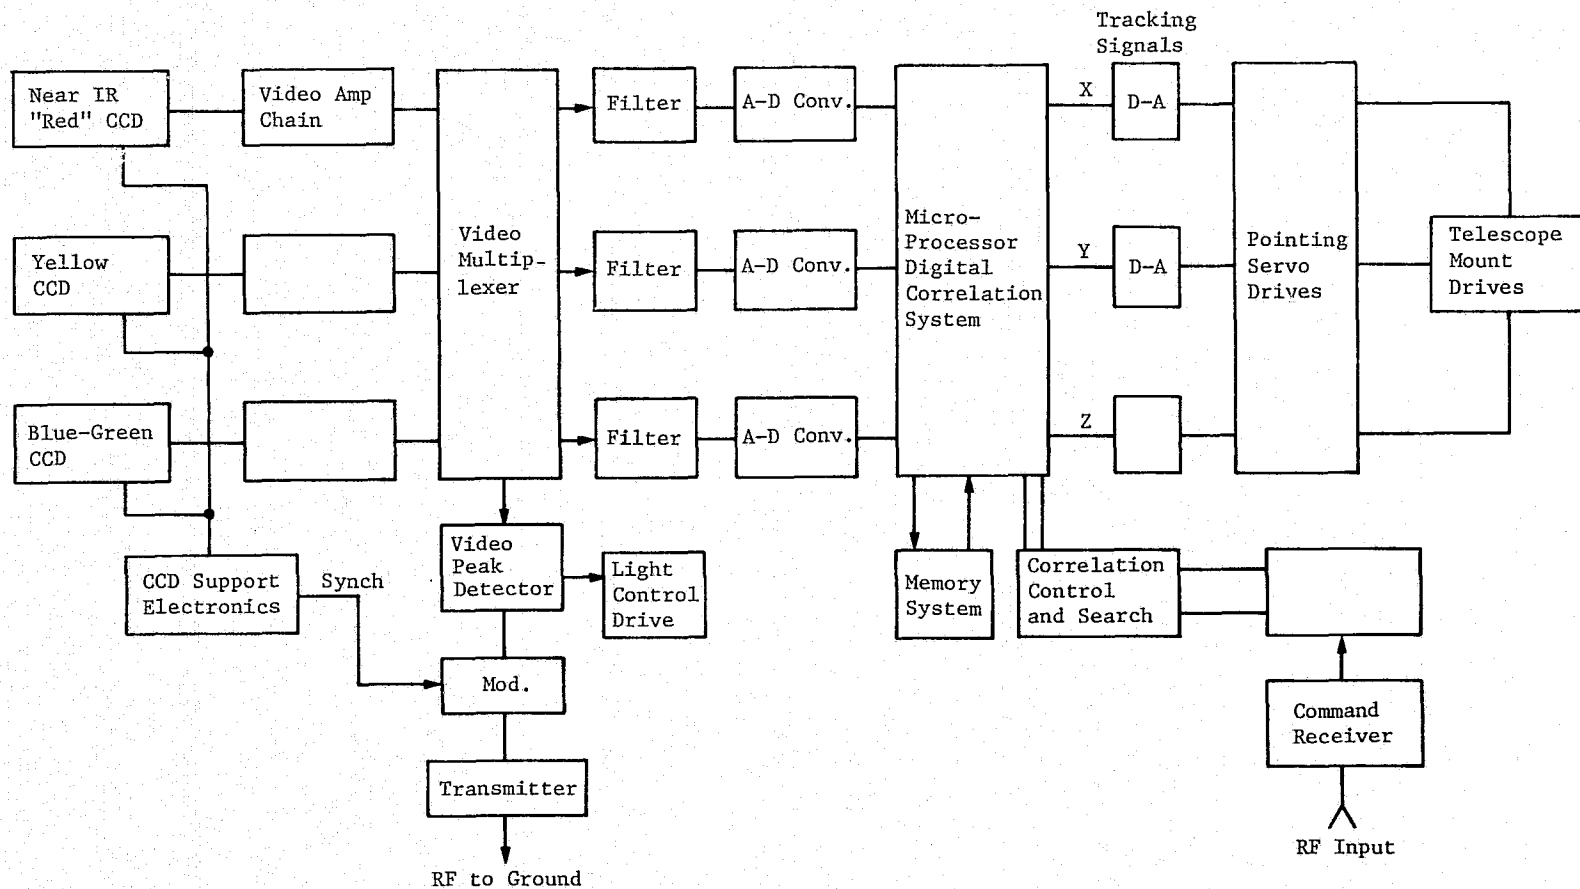 Tracking
Signals
Near IR
"Red" CCD
Video Amp
Chain
Filter
A-D Conv.
X
D-A
Yellow
CCD
Video
Multip-
lexer
Filter
A-D Conv.
Micro-
Processor
Digital
Correlation
System
Y
D-A
Pointing
Servo
Drives
Telescope
Mount
Drives
Blue-Green
CCD
Filter
A-D Conv.
Z
CCD Support
Electronics
Synch
Video
Peak
Detector
Light
Control
Drive
Memory
System
Correlation
Control
and Search
Mod.
Command
Receiver
Transmitter
RF Input
RF to Ground